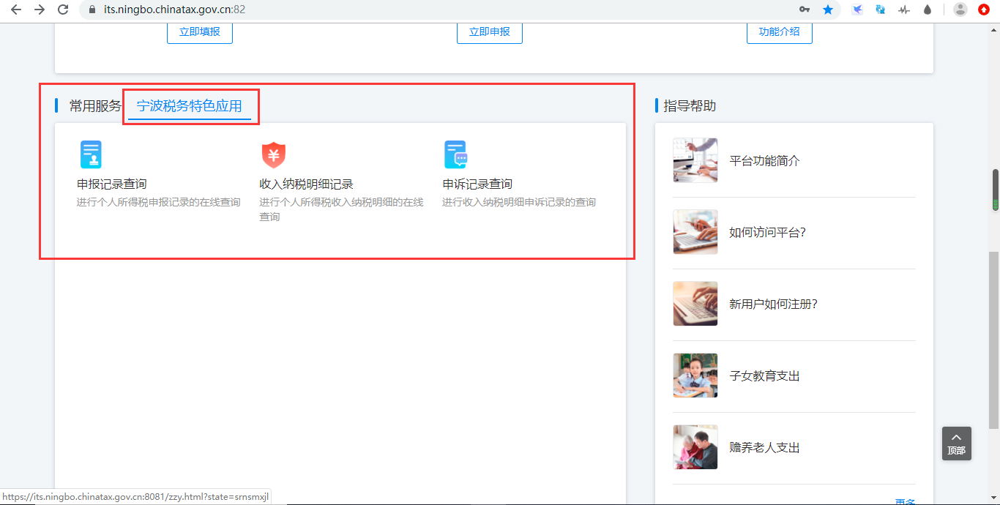 its.ningbo.chinatax.gov.cn:82
立即填报
立即申报
功能介绍
常用服务
宁波税务特色应用
申报记录查询
进行个人所得税申报记录的在线查询
收入纳税明细记录
进行个人所得税收入纳税明细的在线
查询
申诉记录查询
进行收入纳税明细申诉记录的查询
指导帮助
平台功能简介
如何访问平台?
新用户如何注册?
子女教育支出
赡养老人支出
更多
顶部
https://its.ningbo.chinatax.gov.cn:8081/zzy.html?state=srnsmxjl